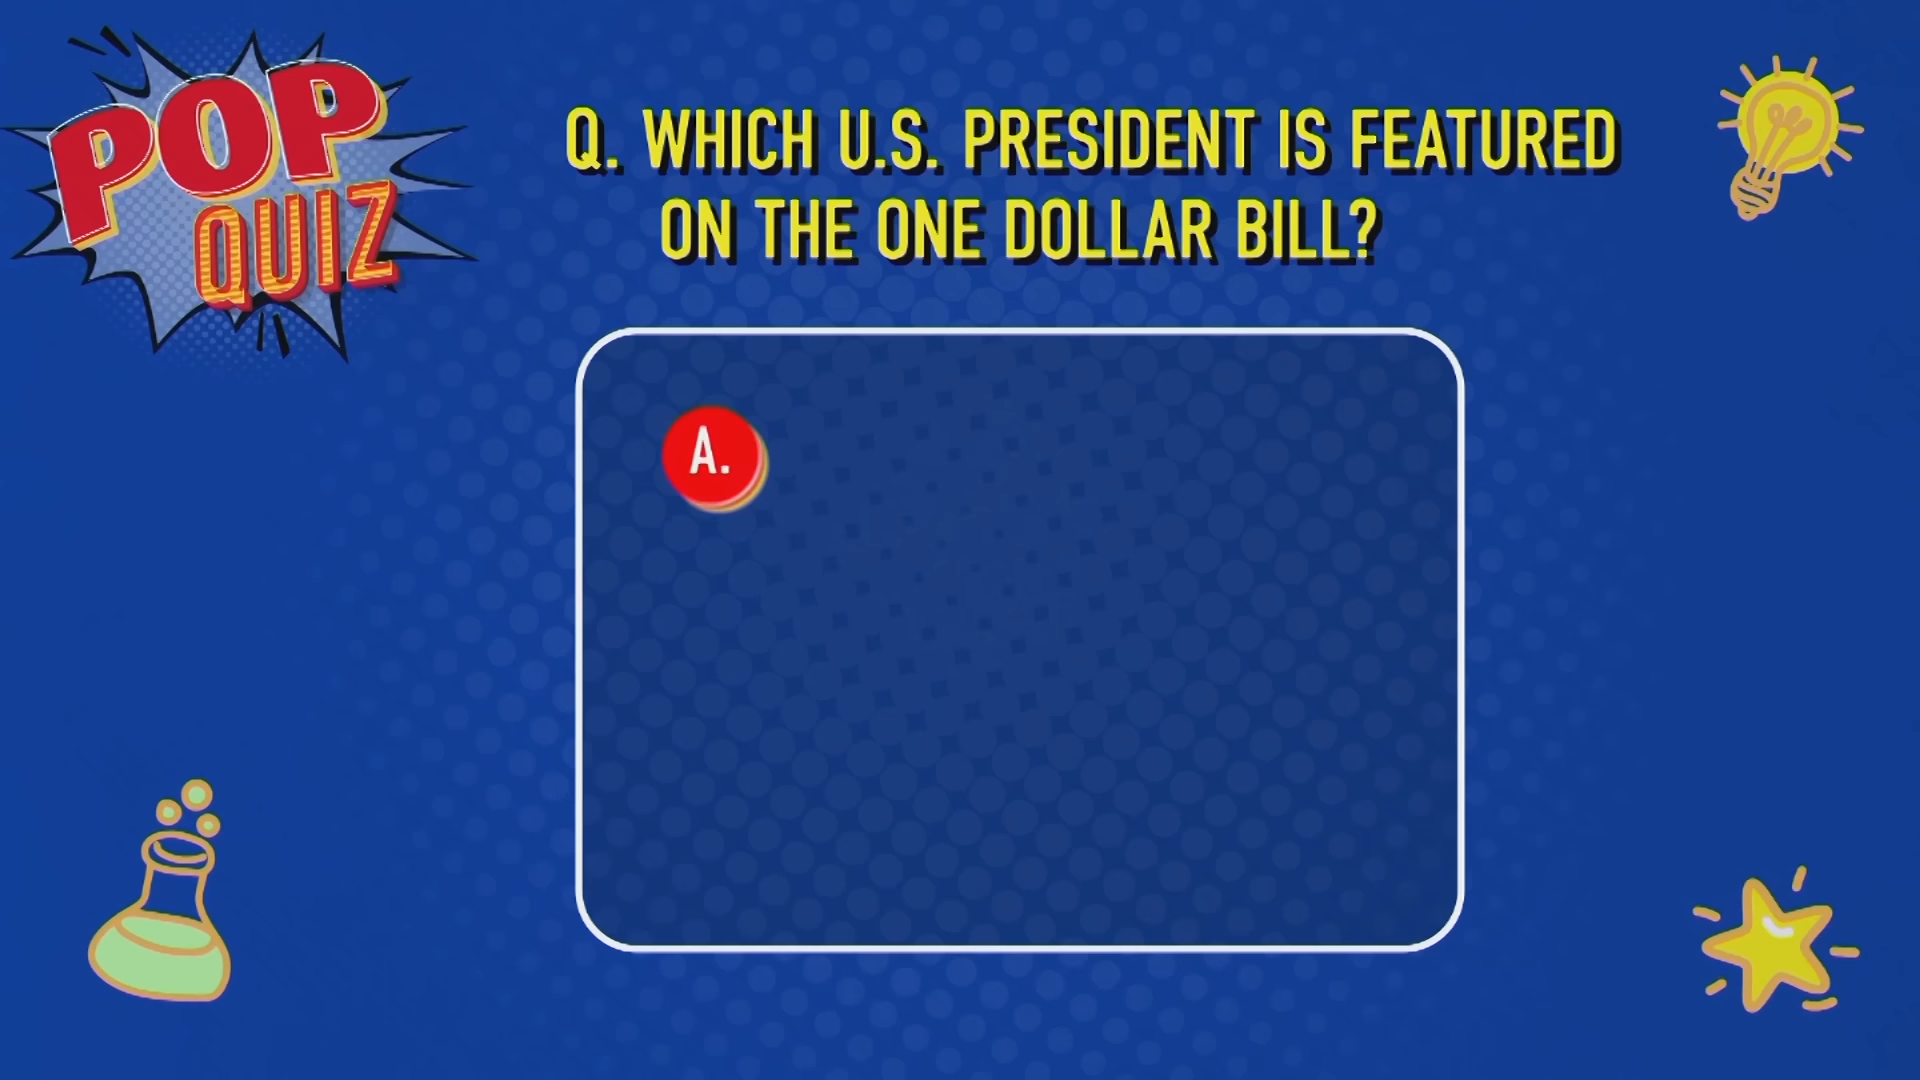 POP
QUIZ
Q. WHICH U.S. PRESIDENT IS FEATURED
ON THE ONE DOLLAR BILL?
A.